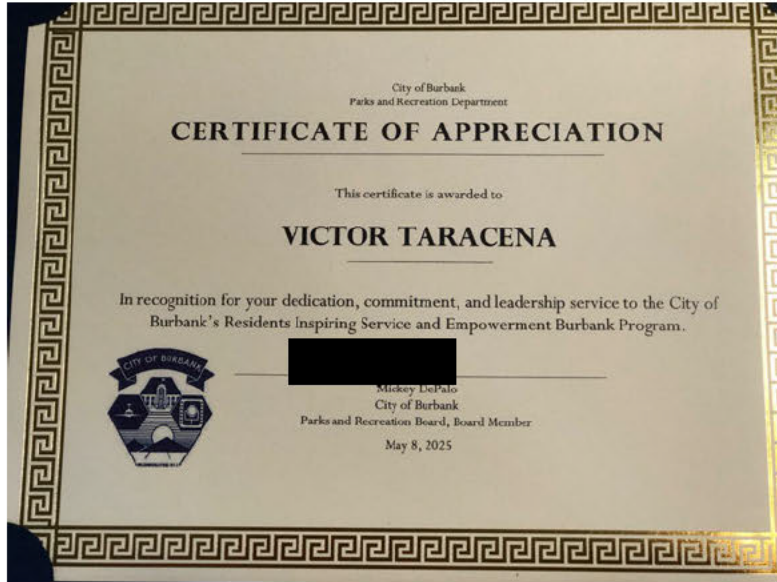 City of Burbank
Parks and Recreation Department
CERTIFICATE OF APPRECIATION
This certificate is awarded to
VICTOR TARACENA
In recognition for your dedication, commitment, and leadership service to the City of
Burbank's Residents Inspiring Service and Empowerment Burbank Program.
CITY OF BURBANK
Mickey DePalo
City of Burbank
Parks and Recreation Board, Board Member
May 8, 2025